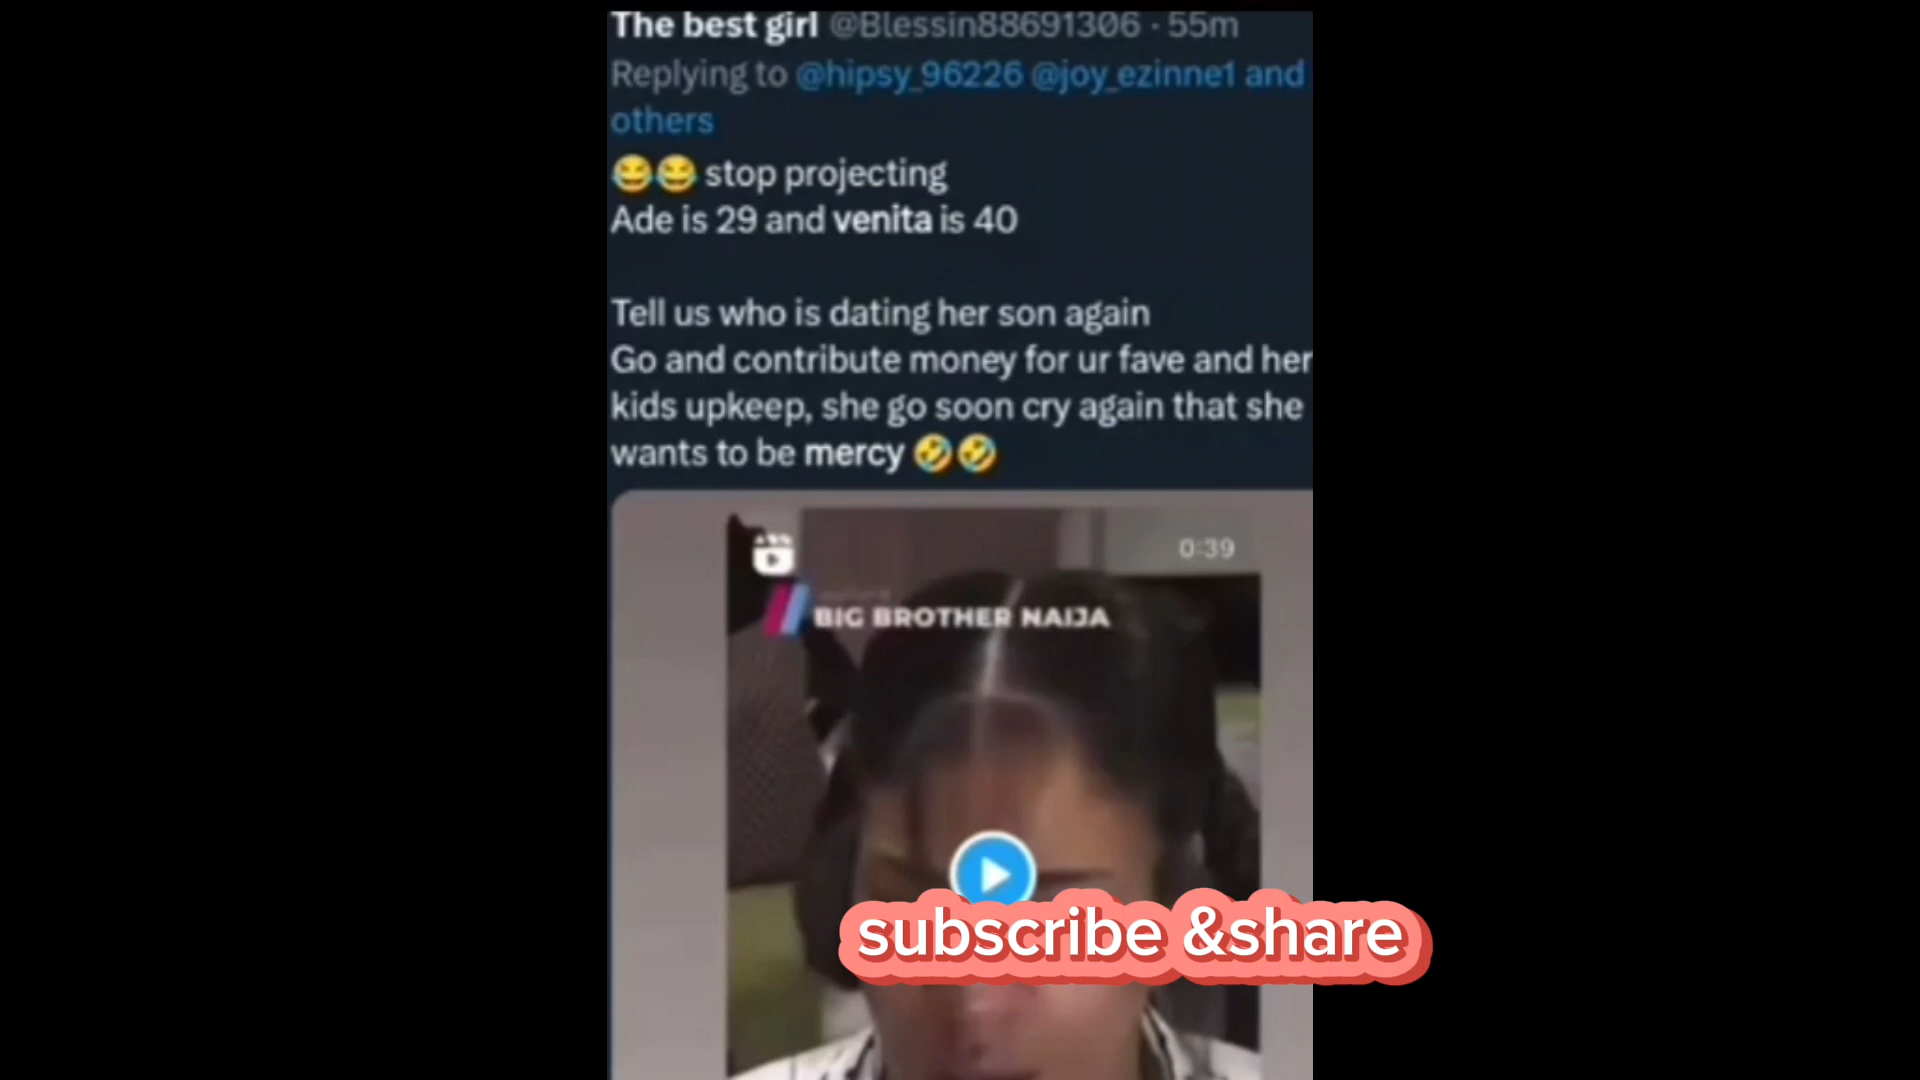 The best girl @Blessin88691306 · 55m
Replying to @hipsy_96226 @joy_ezinne1 and
others
😂😂 stop projecting
Ade is 29 and venita is 40
Tell us who is dating her son again
Go and contribute money for ur fave and her
kids upkeep, she go soon cry again that she
wants to be mercy 🤣🤣
0:39
BIG BROTHER NAIJA
subscribe &share